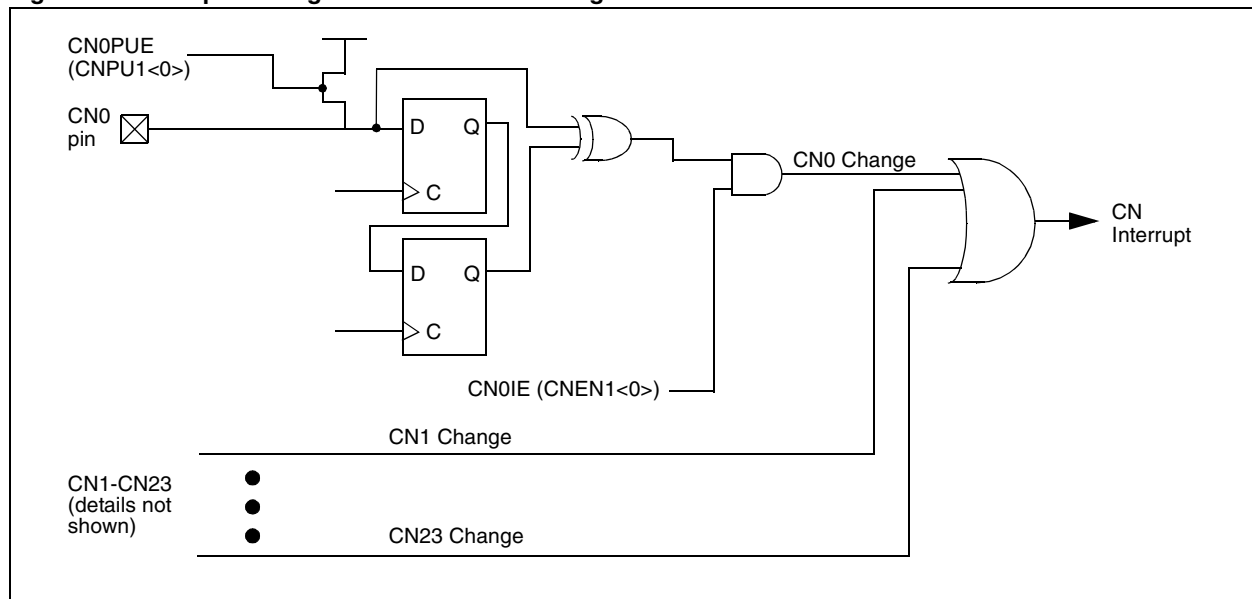 CN0PUE
(CNPU1<0>)
CN0
pin
D Q
C
D Q
C
CN0 Change
CN
Interrupt
CN0IE (CNEN1<0>)
CN1 Change
CN1-CN23
(details not
shown)
CN23 Change